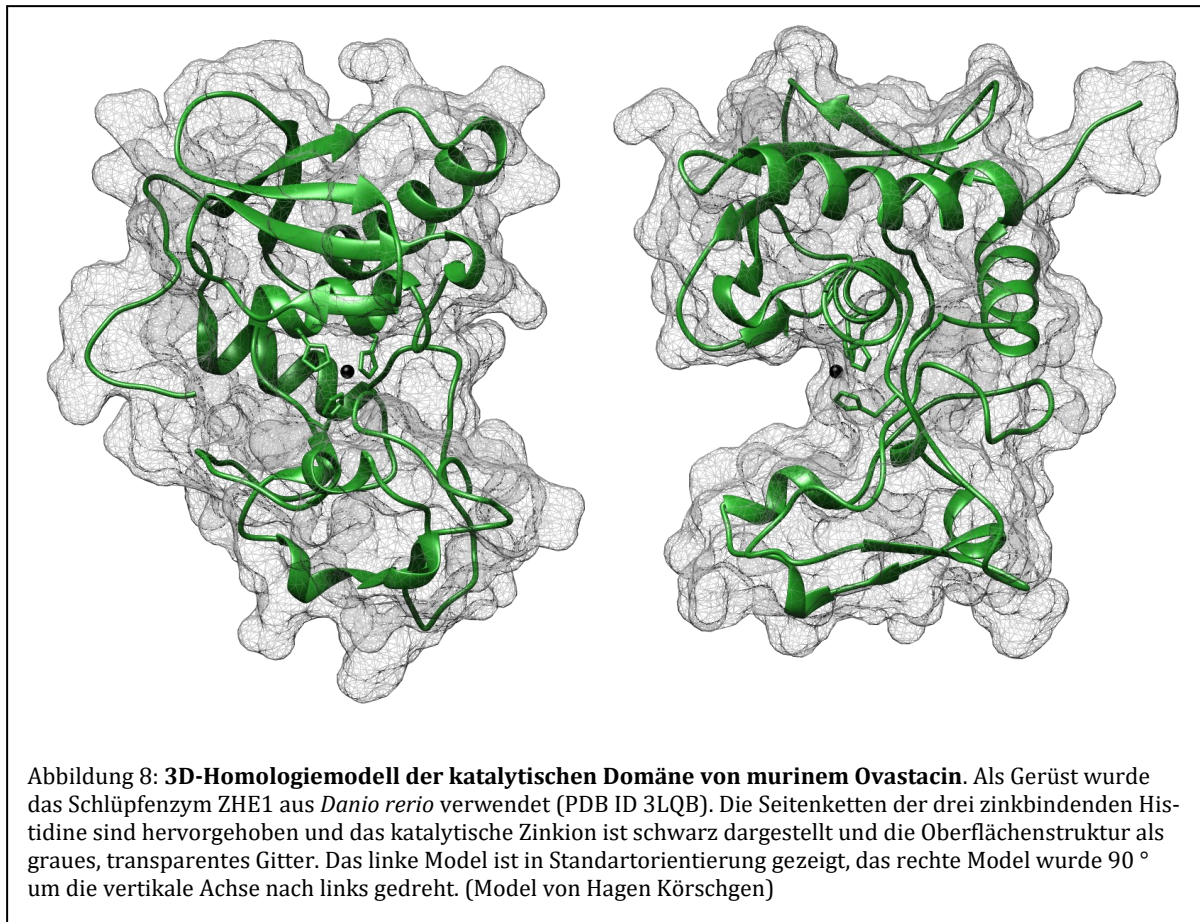 Abbildung 8: 3D-Homologiemodell der katalytischen Domäne von murinem Ovastacin. Als Gerüst wurde
das Schlüpfenzym ZHE1 aus Danio rerio verwendet (PDB ID 3LQB). Die Seitenketten der drei zinkbindenden His-
tidine sind hervorgehoben und das katalytische Zinkion ist schwarz dargestellt und die Oberflächenstruktur als
graues, transparentes Gitter. Das linke Model ist in Standartorientierung gezeigt, das rechte Model wurde 90 °
um die vertikale Achse nach links gedreht. (Model von Hagen Körschgen)